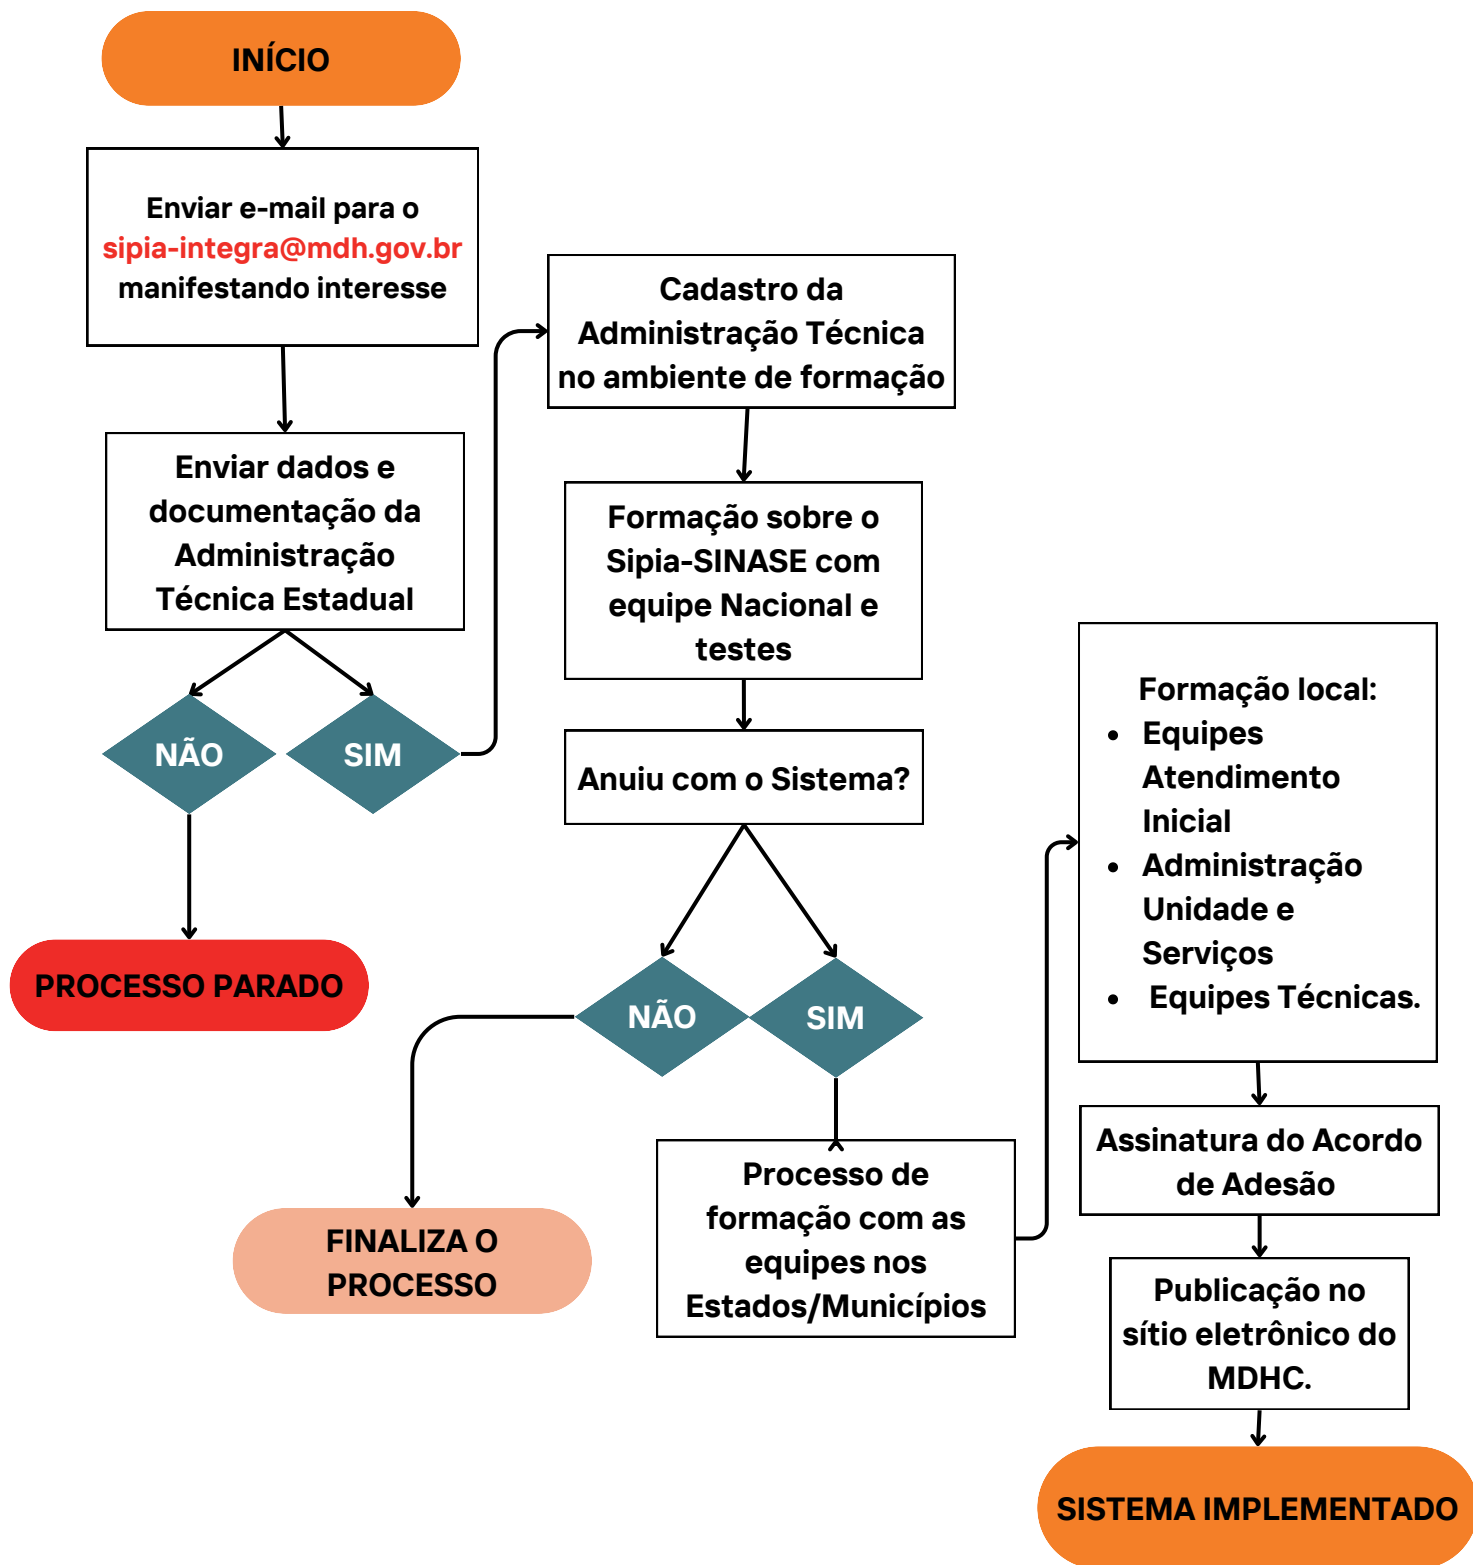 INÍCIO
Enviar e-mail para o
sipia-integra@mdh.gov.br
manifestando interesse
Enviar dados e
documentação da
Administração
Técnica Estadual
NÃO
SIM
PROCESSO PARADO
Cadastro da
Administração Técnica
no ambiente de formação
Formação sobre o
Sipia-SINASE com
equipe Nacional e
testes
Anuiu com o Sistema?
NÃO
SIM
FINALIZA O
PROCESSO
Processo de
formação com as
equipes nos
Estados/Municípios
Formação local:
• Equipes
Atendimento
Inicial
• Administração
Unidade e
Serviços
• Equipes Técnicas.
Assinatura do Acordo
de Adesão
Publicação no
sítio eletrônico do
MDHC.
SISTEMA IMPLEMENTADO